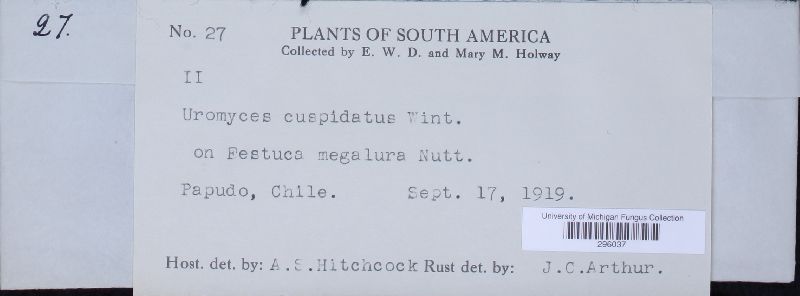 27.
No. 27 PLANTS OF SOUTH AMERICA
Collected by E. W. D. and Mary M. Holway
II
Uromyces cuspidatus Wint.
on Festuca megalura Nutt.
Papudo, Chile. Sept. 17, 1919.
University of Michigan Fungus Collection
296037
Host. det. by: A.S.Hitchcock Rust det. by: J.C.Arthur.